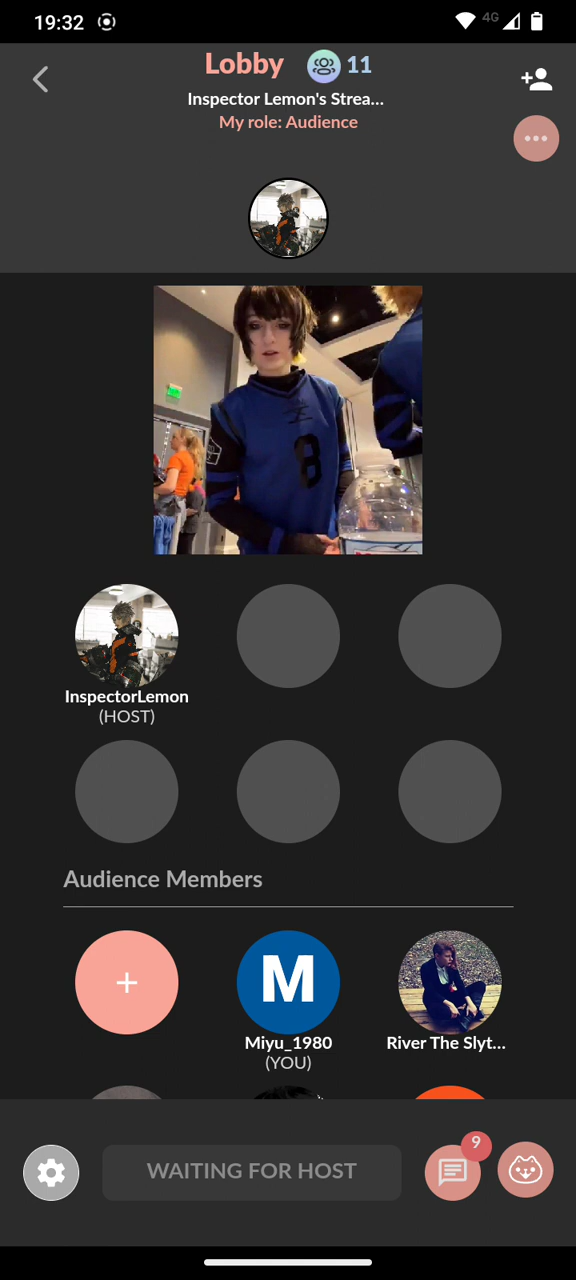 19:32
4G
Lobby
11
Inspector Lemon's Strea...
My role: Audience
8
InspectorLemon
(HOST)
Audience Members
M
Miyu_1980
(YOU)
River The Slyt...
9
WAITING FOR HOST